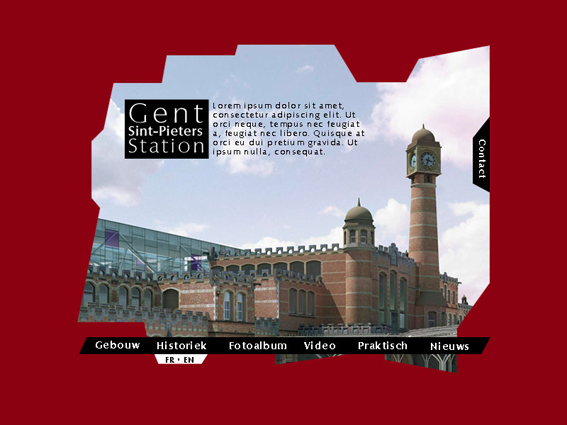 Gent
Sint-Pieters
Station
Lorem ipsum dolor sit amet,
consectetur adipiscing elit. Ut
orci neque, tempus nec feugiat
a, feugiat nec libero. Quisque at
orci eu dui pretium gravida. Ut
ipsum nulla, consequat.
Contact
Gebouw Historiek Fotoalbum Video Praktisch Nieuws
FR • EN